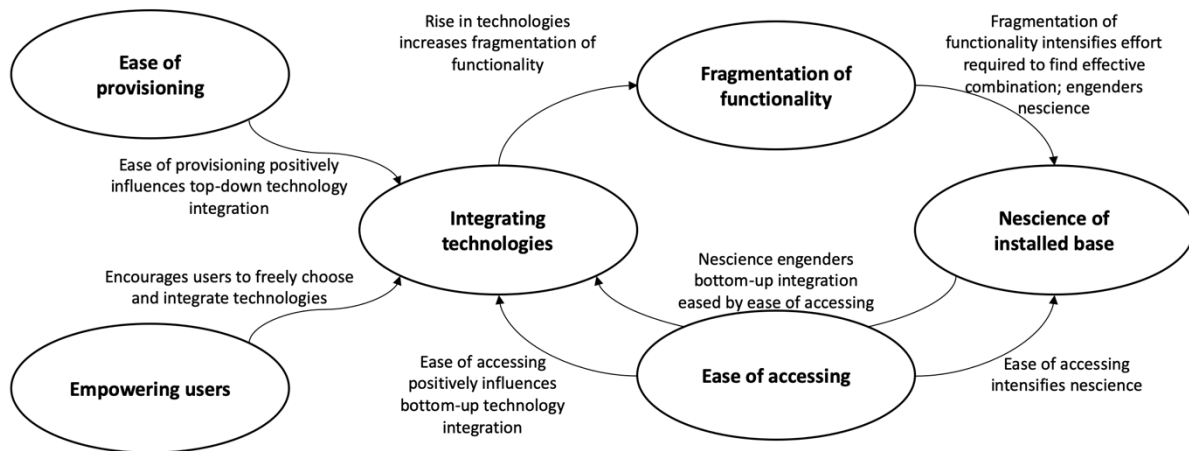 Ease of
provisioning
Rise in technologies
increases fragmentation of
functionality
Fragmentation of
functionality
Fragmentation of
functionality intensifies effort
required to find effective
combination; engenders
nescience
Ease of provisioning positively
influences top-down technology
integration
Integrating
technologies
Nescience of
installed base
Encourages users to freely choose
and integrate technologies
Nescience engenders
bottom-up integration
eased by ease of accessing
Empowering users
Ease of accessing
positively influences
bottom-up technology
integration
Ease of accessing
Ease of accessing
intensifies nescience